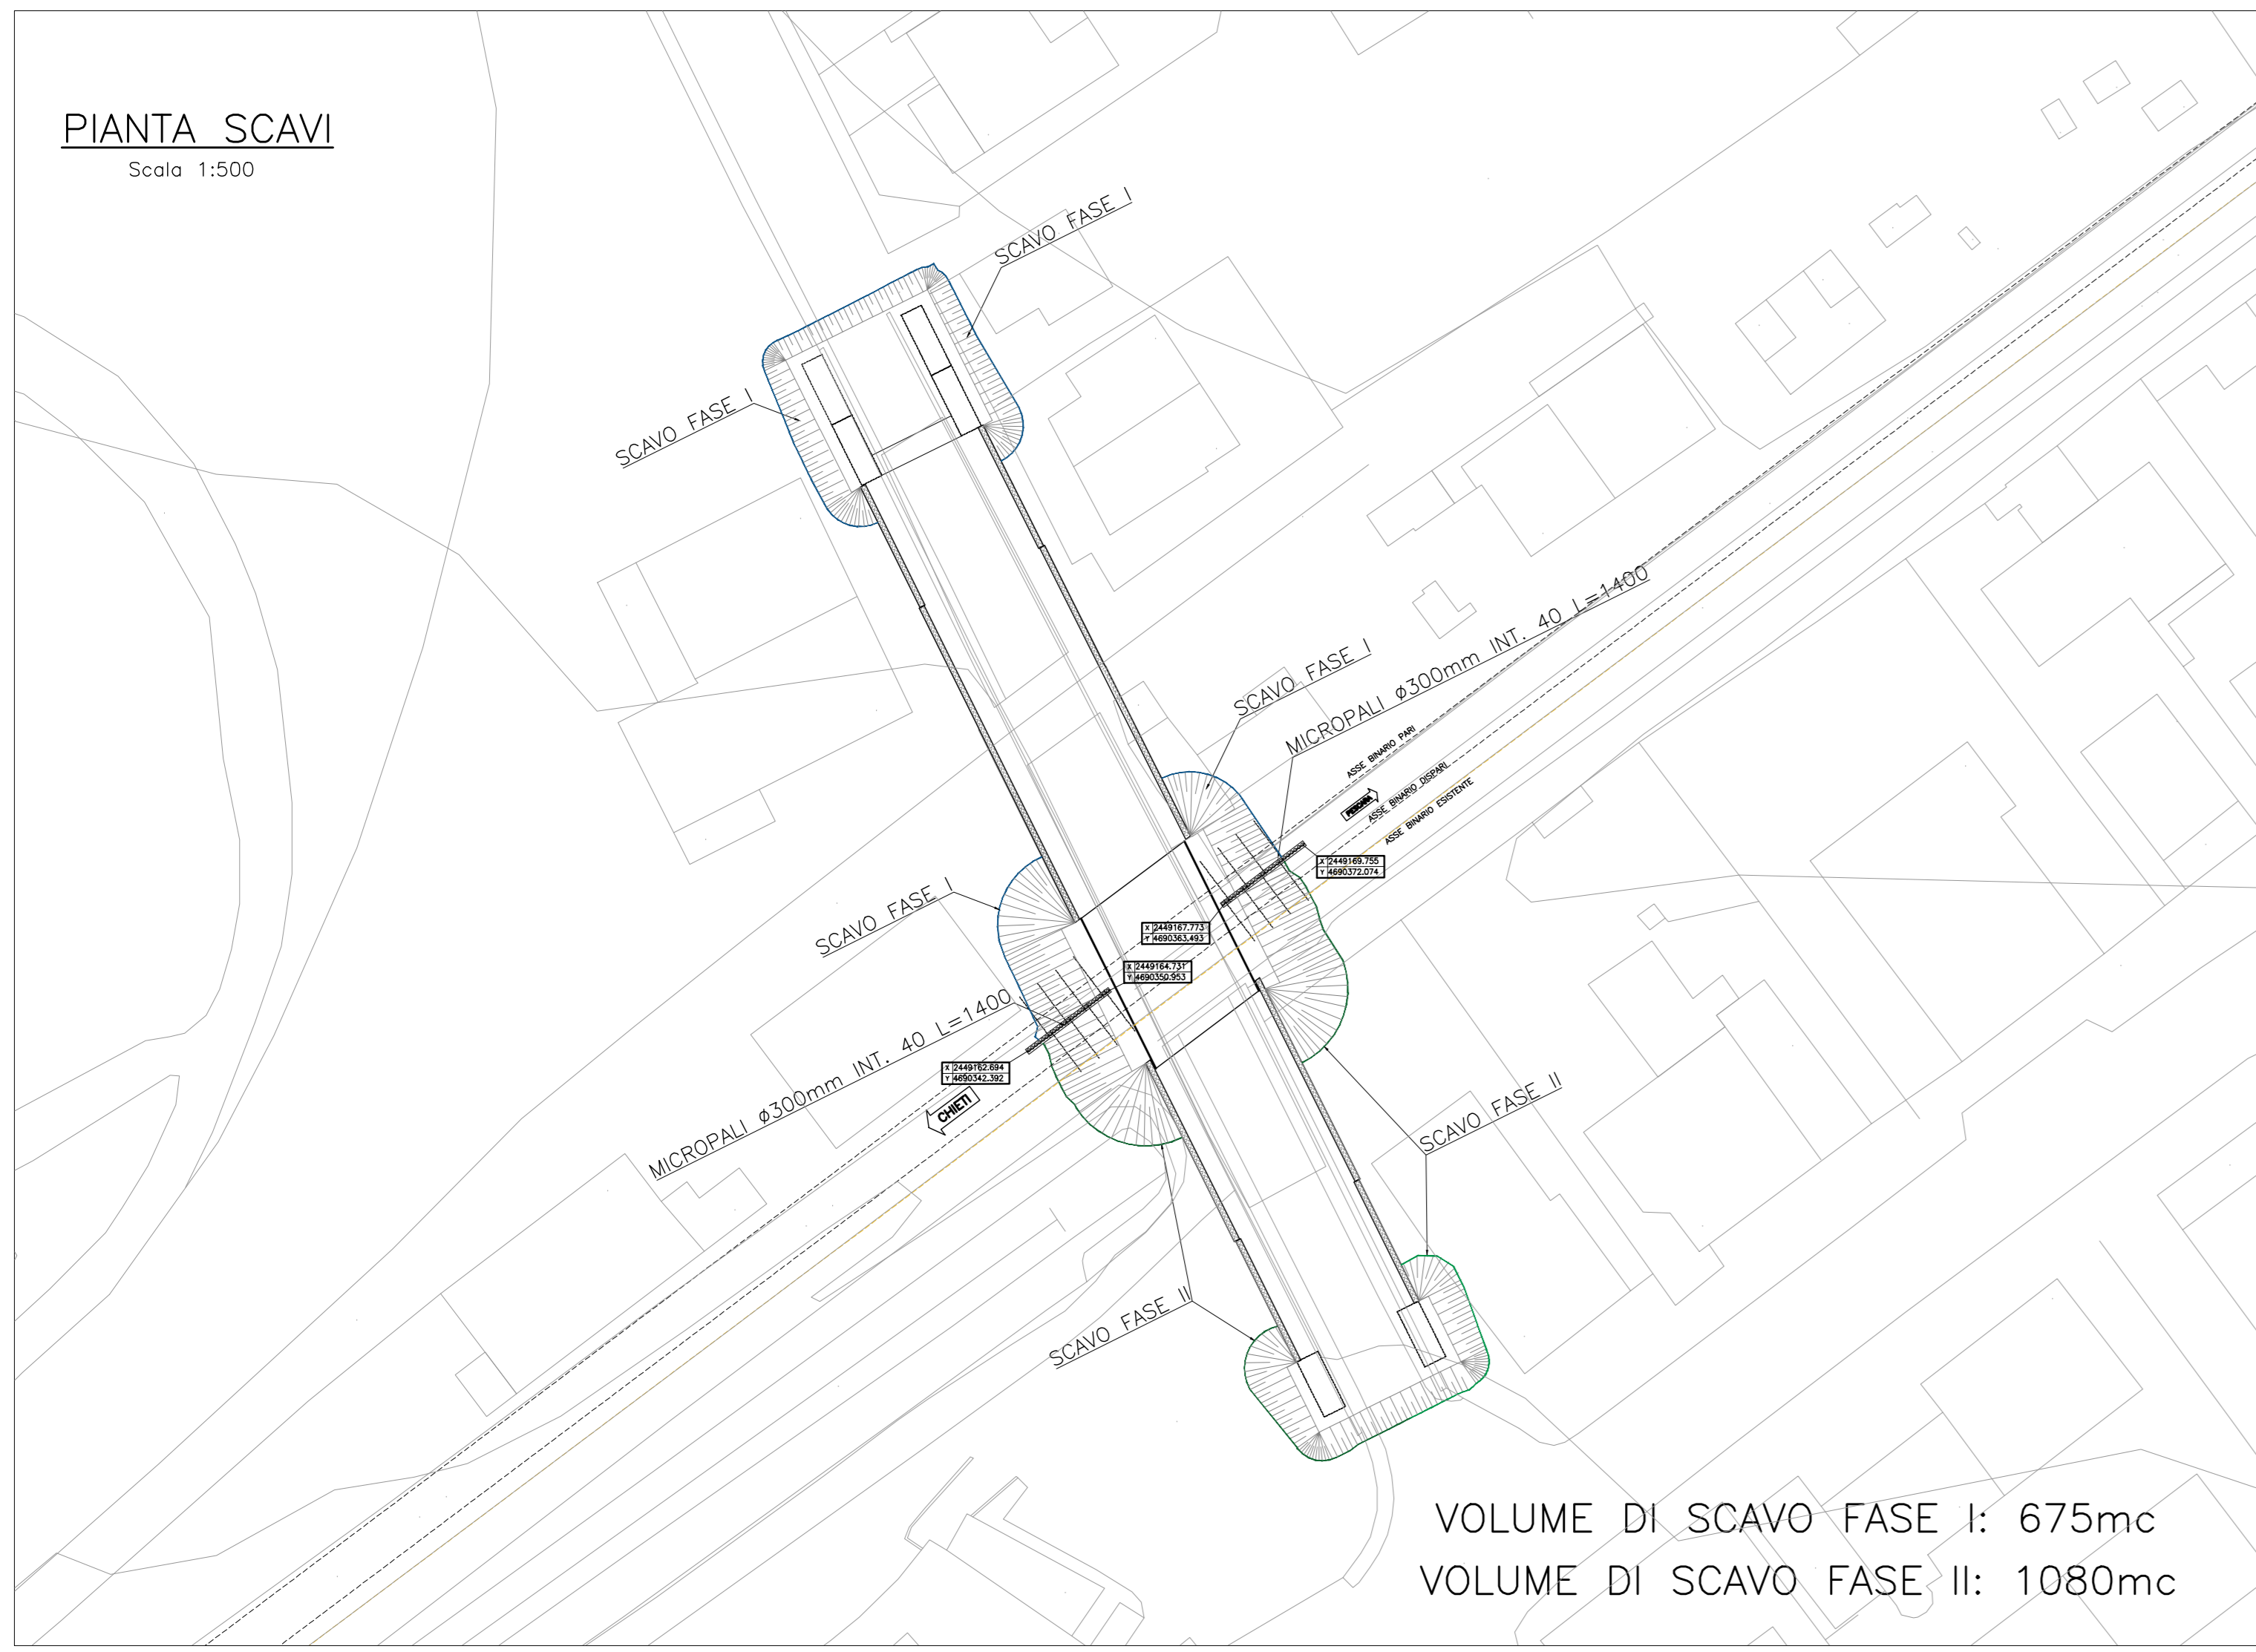 PIANTA SCAVI
Scala 1:500
SCAVO FASE I
SCAVO FASE I
SCAVO FASE I
MICROPALI ø300mm INT. 40 L=1400
ASSE BINARIO PARI
ASSE BINARIO DISPARI
ASSE BINARIO ESISTENTE
X 2449169.755
Y 4690372.074
SCAVO FASE I
X 2449167.773
Y 4690363.493
X 2449164.731
Y 4690350.953
MICROPALI ø300mm INT. 40 L=1400
X 2449162.694
Y 4690342.392
CHIETI
SCAVO FASE II
SCAVO FASE II
VOLUME DI SCAVO FASE I: 675mc
VOLUME DI SCAVO FASE II: 1080mc